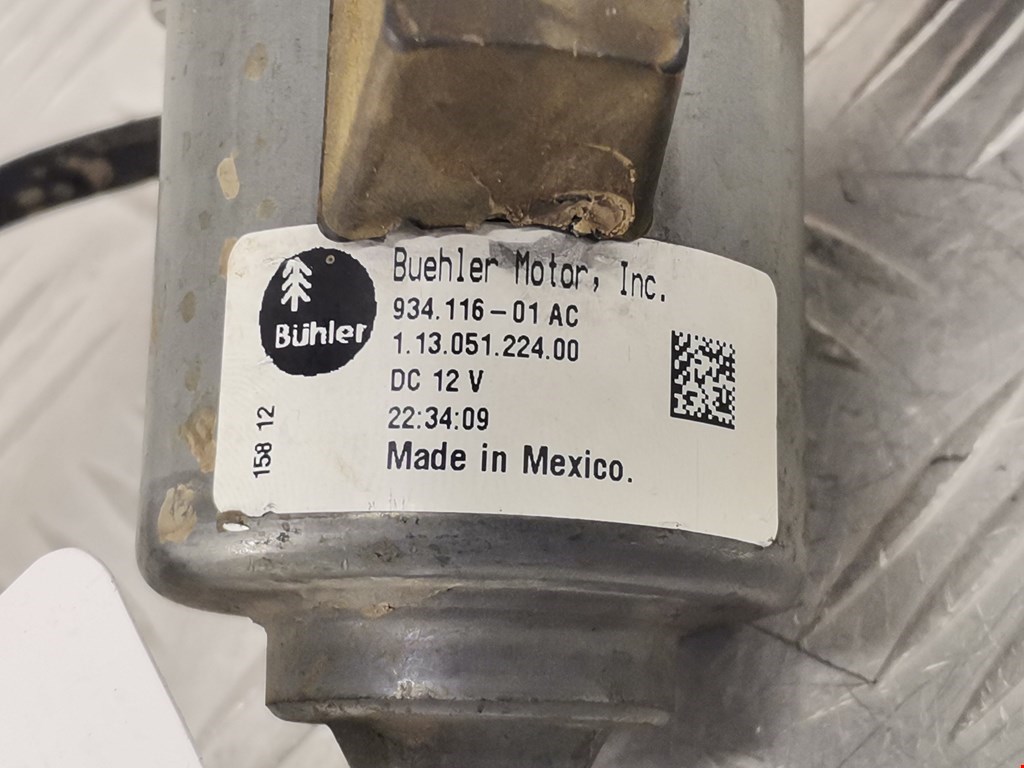 Bühler
Buehler Motor, Inc.
934.116-01 AC
1.13.051.224.00
DC 12 V
22:34:09
Made in Mexico.
158 12